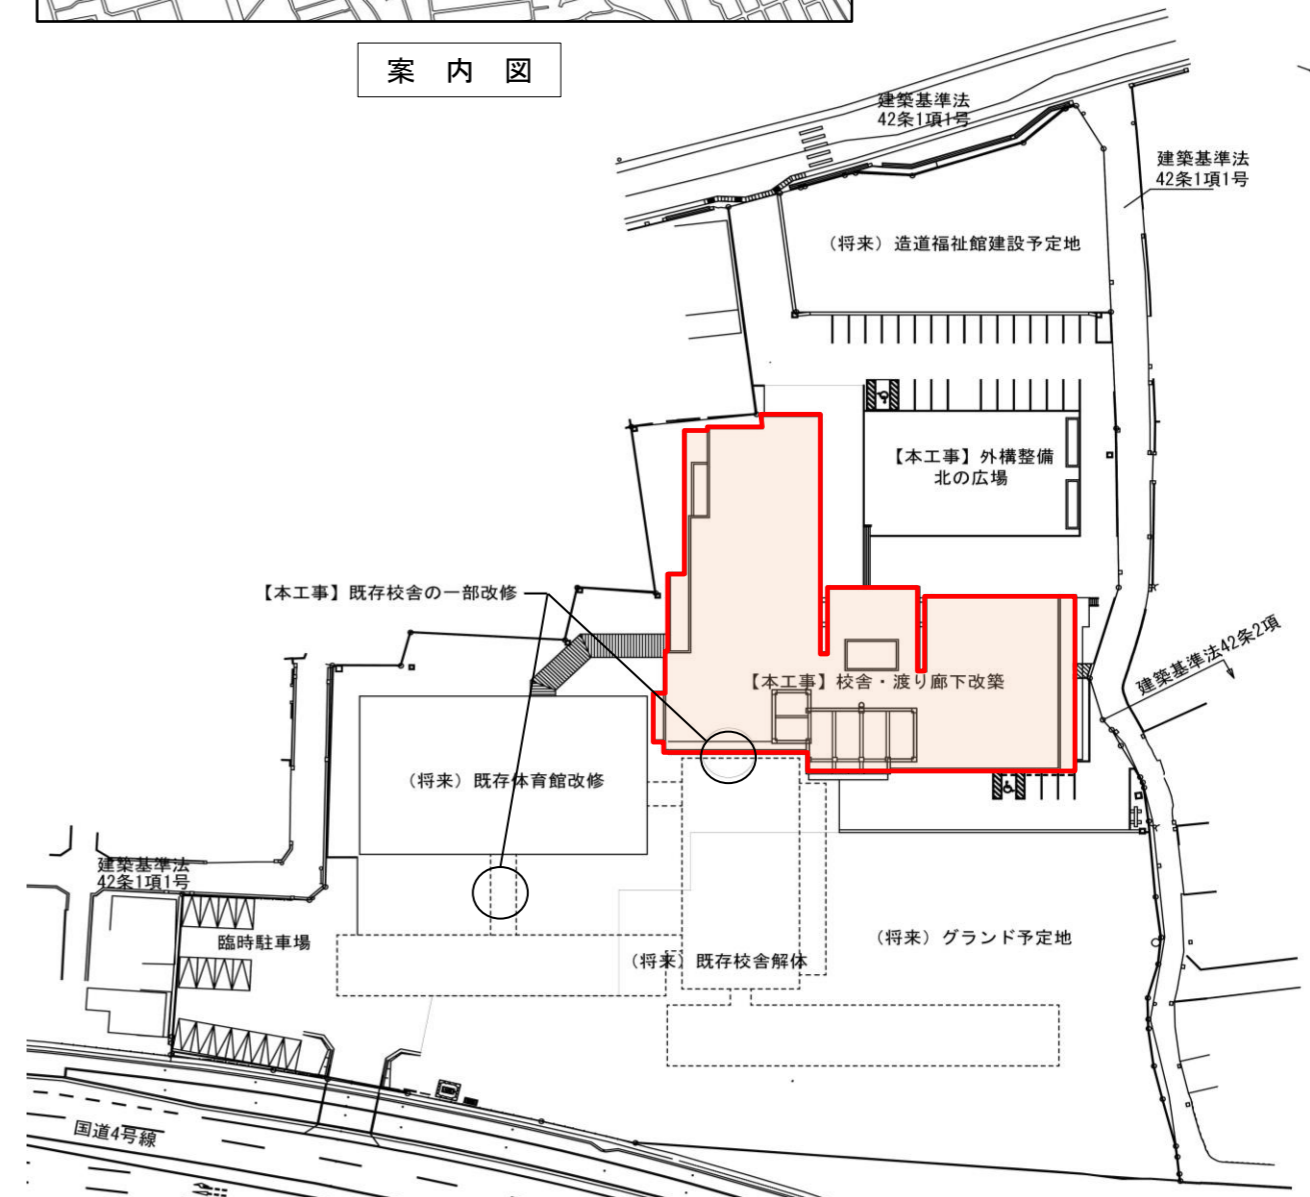 案内図
建築基準法
42条1項1号
建築基準法
42条1項1号
（将来）造道福祉館建設予定地
【本工事】外構整備
北の広場
【本工事】既存校舎の一部改修
建築基準法42条2項
【本工事】校舎・渡り廊下改築
（将来）既存体育館改修
建築基準法
42条1項1号
臨時駐車場
（将来）グランド予定地
（将来）既存校舎解体
国道4号線